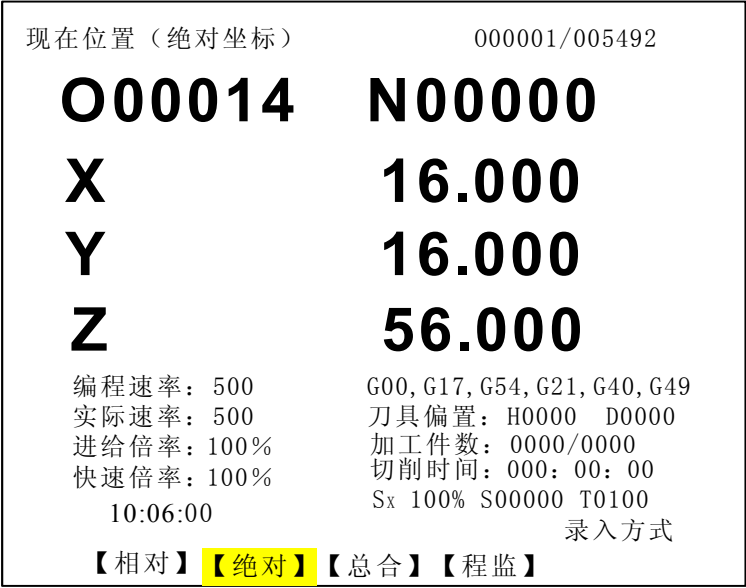 现在位置（绝对坐标） 000001/005492
O00014 N00000
X 16.000
Y 16.000
Z 56.000
编程速率：500 G00,G17,G54,G21,G40,G49
实际速率：500 刀具偏置：H0000 D0000
进给倍率：100% 加工件数：0000/0000
快速倍率：100% 切削时间：000：00：00
10:06:00 Sx 100% S00000 T0100
录入方式
【相对】【绝对】【总合】【程监】